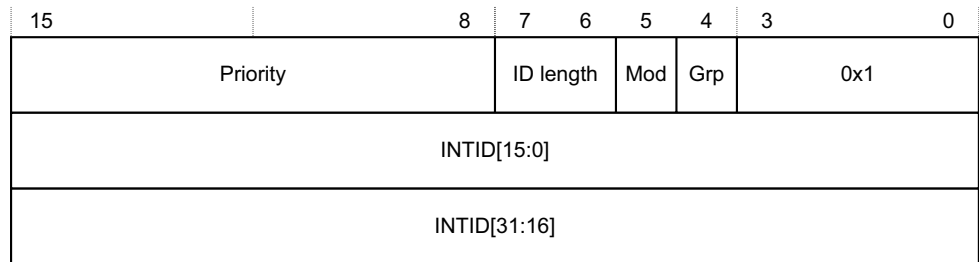 15 8 7 6 5 4 3 0
Priority ID length Mod Grp 0x1
INTID[15:0]
INTID[31:16]